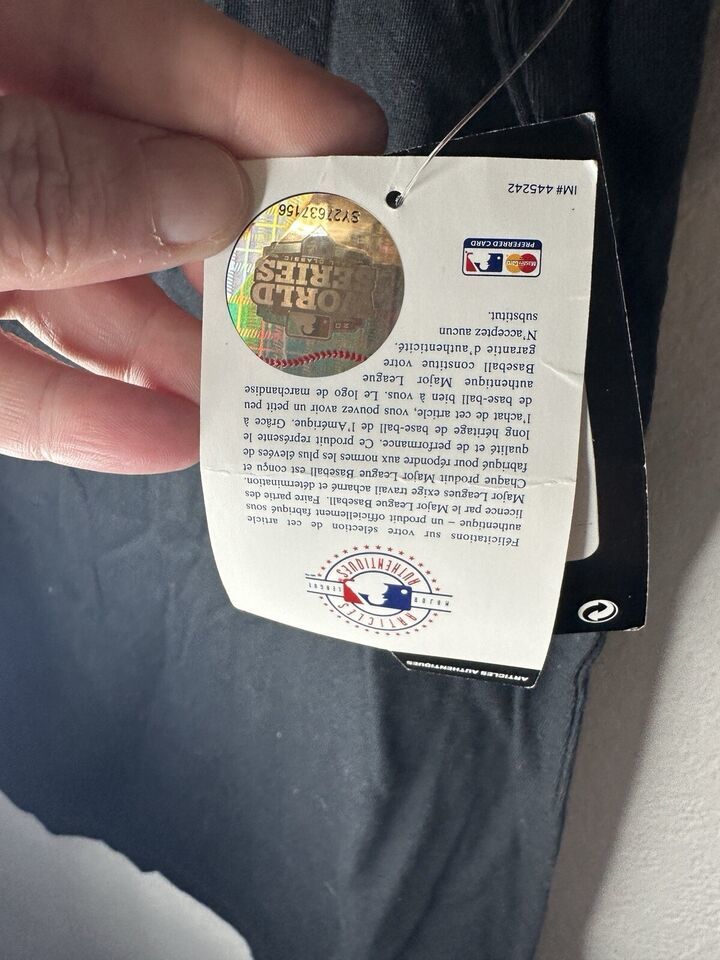 ARTICLES AUTHENTIQUES
ARTICLES
MAJOR LEAGUE
AUTHENTIQUES
Félicitations sur votre sélection de cet article
authentique – un produit officiellement fabriqué sous
licence par le Major League Baseball. Faire partie des
Major Leagues exige travail acharné et détermination.
Chaque produit Major League Baseball est conçu et
fabriqué pour répondre aux normes les plus élevées de
qualité et de performance. Ce produit représente le
long héritage de base-ball de l'Amérique. Grâce à
l'achat de cet article, vous pouvez avoir un petit peu
de base-ball bien à vous. Le logo de marchandise
authentique Major League
Baseball constitue votre
garantie d'authenticité.
N'acceptez aucun
substitut.
20
WORLD
SERIES
CLASSIC
SY27637156
MasterCard
PREFERRED CARD
IM# 445242